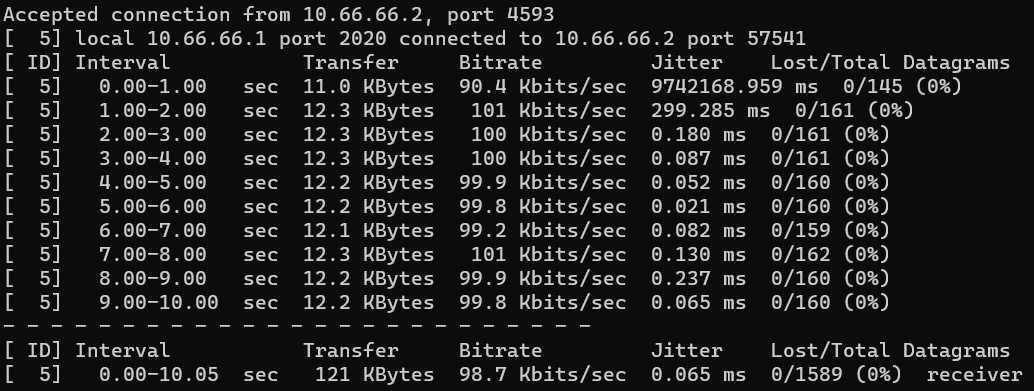 Accepted connection from 10.66.66.2, port 4593
[  5] local 10.66.66.1 port 2020 connected to 10.66.66.2 port 57541
[ ID] Interval           Transfer     Bitrate         Jitter    Lost/Total Datagrams
[  5]   0.00-1.00   sec  11.0 KBytes  90.4 Kbits/sec  9742168.959 ms  0/145 (0%)
[  5]   1.00-2.00   sec  12.3 KBytes   101 Kbits/sec  299.285 ms  0/161 (0%)
[  5]   2.00-3.00   sec  12.3 KBytes   100 Kbits/sec  0.180 ms  0/161 (0%)
[  5]   3.00-4.00   sec  12.3 KBytes   100 Kbits/sec  0.087 ms  0/161 (0%)
[  5]   4.00-5.00   sec  12.2 KBytes  99.9 Kbits/sec  0.052 ms  0/160 (0%)
[  5]   5.00-6.00   sec  12.2 KBytes  99.8 Kbits/sec  0.021 ms  0/160 (0%)
[  5]   6.00-7.00   sec  12.1 KBytes  99.2 Kbits/sec  0.082 ms  0/159 (0%)
[  5]   7.00-8.00   sec  12.3 KBytes   101 Kbits/sec  0.130 ms  0/162 (0%)
[  5]   8.00-9.00   sec  12.2 KBytes  99.9 Kbits/sec  0.237 ms  0/160 (0%)
[  5]   9.00-10.00  sec  12.2 KBytes  99.8 Kbits/sec  0.065 ms  0/160 (0%)
- - - - - - - - - - - - - - - - - - - - - - - - -
[ ID] Interval           Transfer     Bitrate         Jitter    Lost/Total Datagrams
[  5]   0.00-10.05  sec   121 KBytes  98.7 Kbits/sec  0.065 ms  0/1589 (0%)  receiver